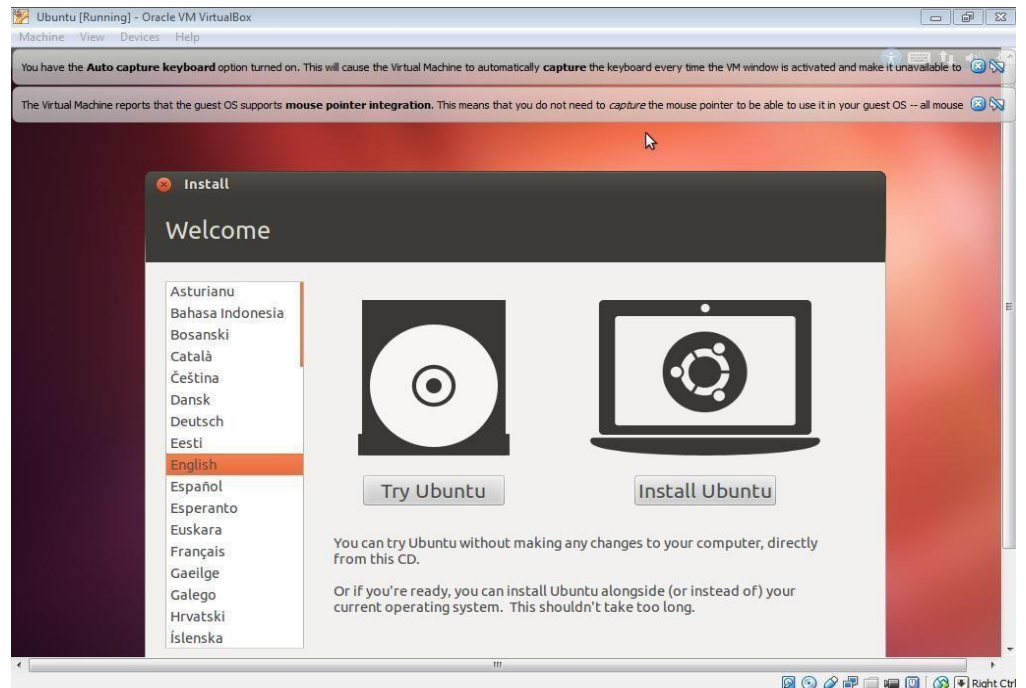 Ubuntu [Running] - Oracle VM VirtualBox
Machine View Devices Help
You have the Auto capture keyboard option turned on. This will cause the Virtual Machine to automatically capture the keyboard every time the VM window is activated and make it unavailable to
The Virtual Machine reports that the guest OS supports mouse pointer integration. This means that you do not need to capture the mouse pointer to be able to use it in your guest OS -- all mouse
Install
Welcome
Asturianu
Bahasa Indonesia
Bosanski
Català
Čeština
Dansk
Deutsch
Eesti
English
Español
Esperanto
Euskara
Français
Gaeilge
Galego
Hrvatski
Íslenska
Try Ubuntu
Install Ubuntu
You can try Ubuntu without making any changes to your computer, directly
from this CD.
Or if you're ready, you can install Ubuntu alongside (or instead of) your
current operating system. This shouldn't take too long.
Right Ctrl